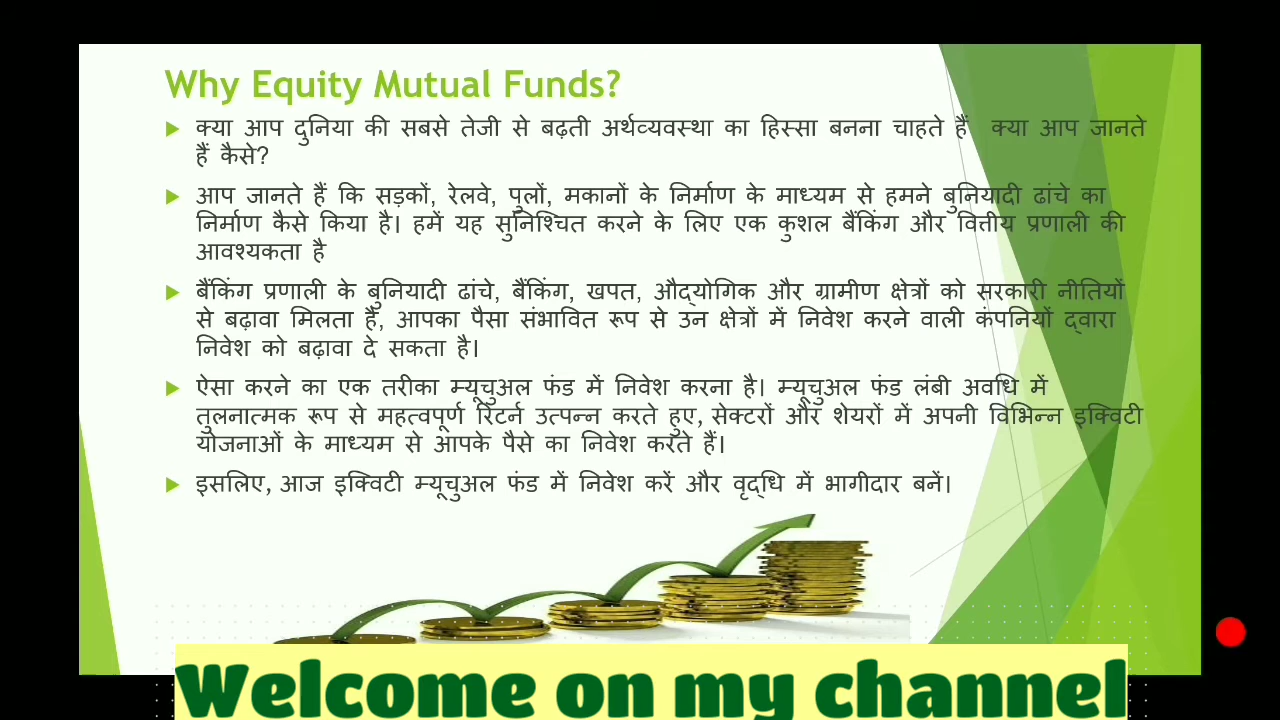 Why Equity Mutual Funds?
क्या आप दुनिया की सबसे तेजी से बढ़ती अर्थव्यवस्था का हिस्सा बनना चाहते हैं क्या आप जानते
हैं कैसे?
आप जानते हैं कि सड़कों, रेलवे, पुलों, मकानों के निर्माण के माध्यम से हमने बुनियादी ढांचे का
निर्माण कैसे किया है। हमें यह सुनिश्चित करने के लिए एक कुशल बैंकिंग और वित्तीय प्रणाली की
आवश्यकता है
बैंकिंग प्रणाली के बुनियादी ढांचे, बैंकिंग, खपत, औद्योगिक और ग्रामीण क्षेत्रों को सरकारी नीतियों
से बढ़ावा मिलता है, आपका पैसा संभावित रूप से उन क्षेत्रों में निवेश करने वाली कंपनियों द्वारा
निवेश को बढ़ावा दे सकता है।
ऐसा करने का एक तरीका म्यूचुअल फंड में निवेश करना है। म्यूचुअल फंड लंबी अवधि में
तुलनात्मक रूप से महत्वपूर्ण रिटर्न उत्पन्न करते हुए, सेक्टरों और शेयरों में अपनी विभिन्न इक्विटी
योजनाओं के माध्यम से आपके पैसे का निवेश करते हैं।
इसलिए, आज इक्विटी म्यूचुअल फंड में निवेश करें और वृद्धि में भागीदार बनें।
Welcome on my channel